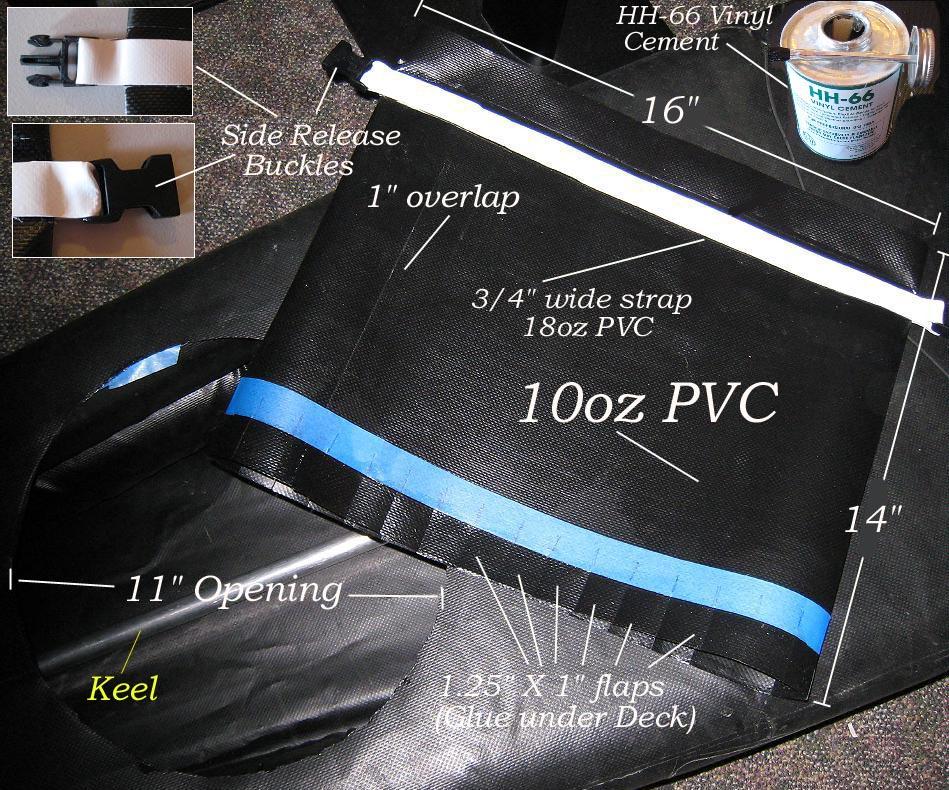 HH-66 Vinyl
Cement
HH-66
VINYL CEMENT
16"
Side Release
Buckles
1" overlap
3/4" wide strap
18oz PVC
10oz PVC
14"
11" Opening
Keel
1.25" X 1" flaps
(Glue under Deck)